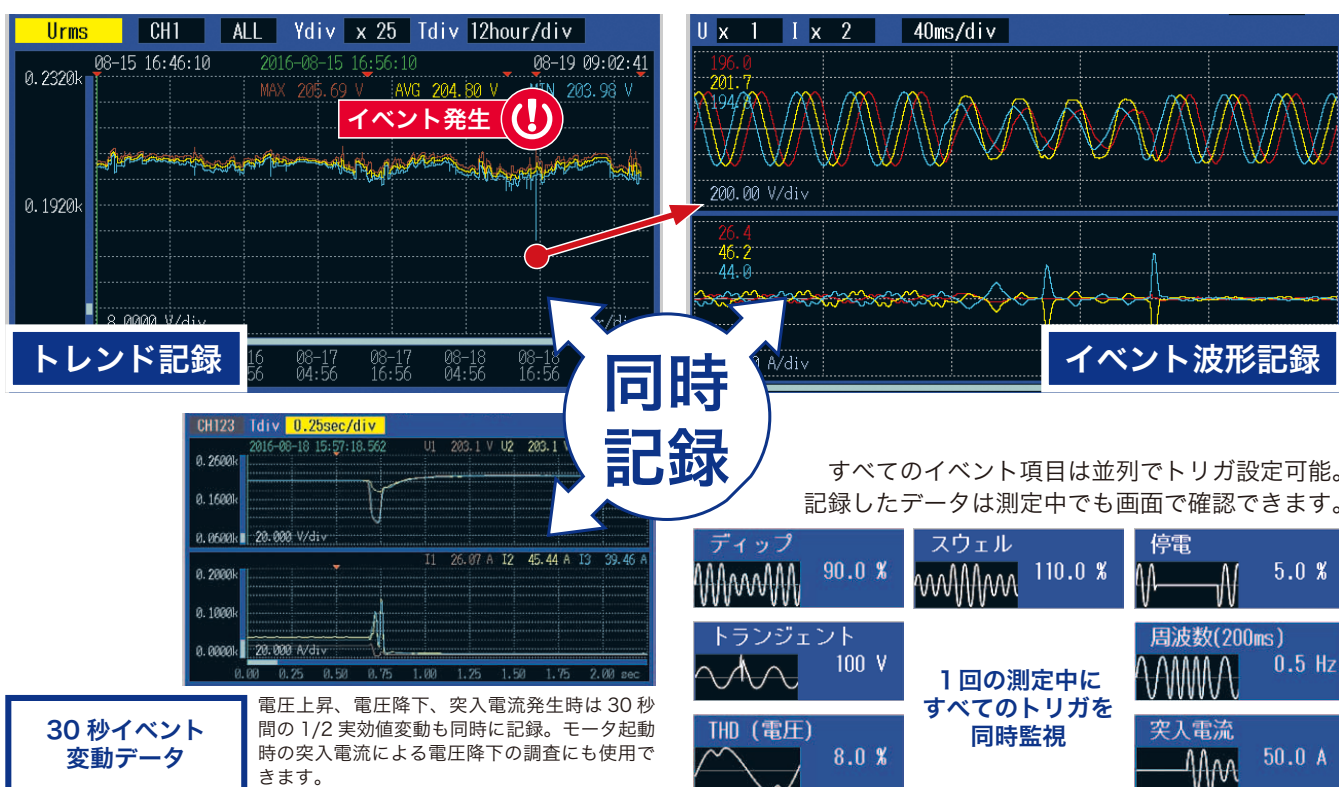 Urms CH1 ALL Ydiv x 25 Tdiv 12hour/div
08-15 16:46:10 2016-08-15 16:56:10 08-19 09:02:41
0.2320k
MAX 205.69 V AVG 204.80 V MIN 203.98 V
イベント発生
0.1920k
8.0000 V/div
トレンド記録
08-17 08-17 08-18 08-18
04:56 16:56 04:56 16:56
U x 1 I x 2 40ms/div
196.0
201.7
194.8
200.00 V/div
26.4
46.2
44.0
A/div
イベント波形記録
同時
記録
CH123 Tdiv 0.25sec/div
2016-08-18 15:57:18.562 U1 203.1 V U2 203.1 V
0.2600k
0.1600k
0.0600k 20.000 V/div
I1 26.07 A I2 45.44 A I3 39.46 A
0.2000k
0.1000k
0.0000k 20.000 A/div
0.00 0.25 0.50 0.75 1.00 1.25 1.50 1.75 2.00 sec
30 秒イベント
変動データ
電圧上昇、電圧降下、突入電流発生時は 30 秒
間の 1/2 実効値変動も同時に記録。モータ起動
時の突入電流による電圧降下の調査にも使用で
きます。
すべてのイベント項目は並列でトリガ設定可能。
記録したデータは測定中でも画面で確認できます。
ディップ
90.0 %
スウェル
110.0 %
停電
5.0 %
トランジェント
100 V
周波数(200ms)
0.5 Hz
THD (電圧)
8.0 %
1回の測定中に
すべてのトリガを
同時監視
突入電流
50.0 A